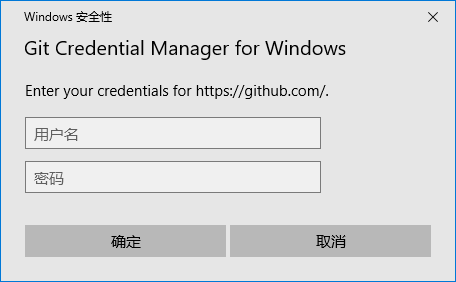 Windows 安全性
Git Credential Manager for Windows
Enter your credentials for https://github.com/.
用户名
密码
确定
取消